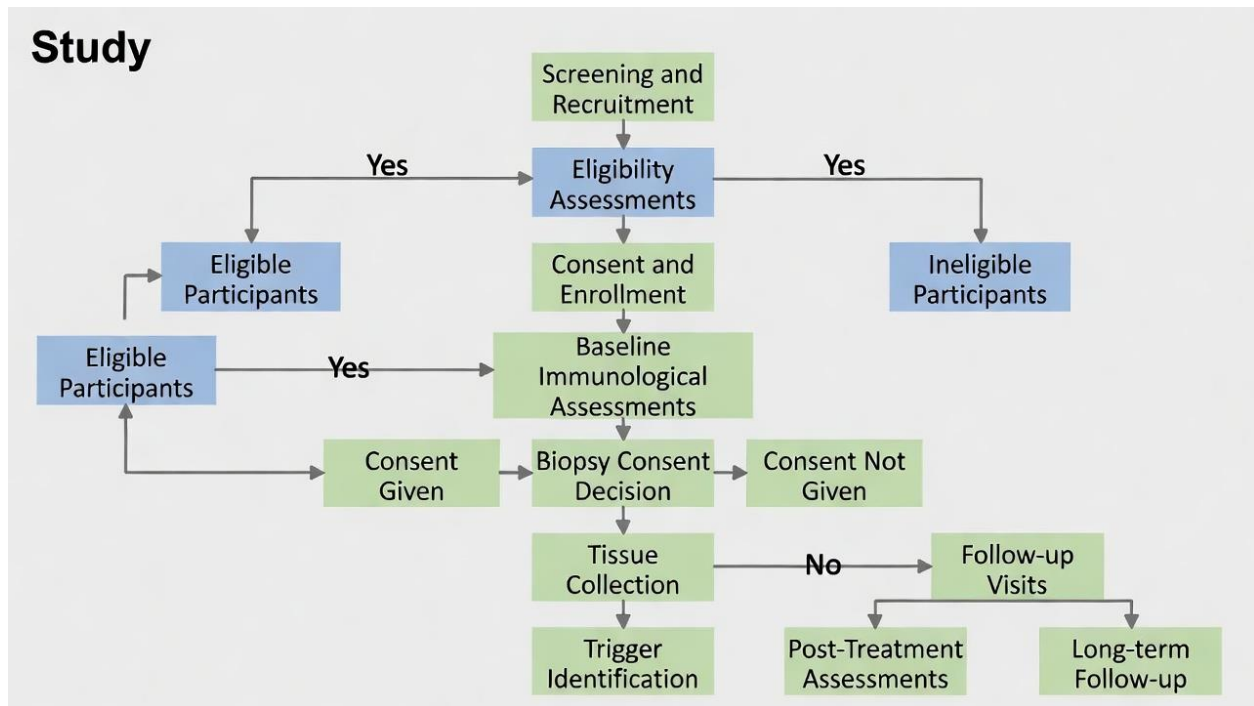 Study
Screening and
Recruitment
Yes
Eligibility
Assessments
Yes
Eligible
Participants
Consent and
Enrollment
Ineligible
Participants
Eligible
Participants
Yes
Baseline
Immunological
Assessments
Consent
Given
Biopsy Consent
Decision
Consent Not
Given
Tissue
Collection
No
Follow-up
Visits
Trigger
Identification
Post-Treatment
Assessments
Long-term
Follow-up